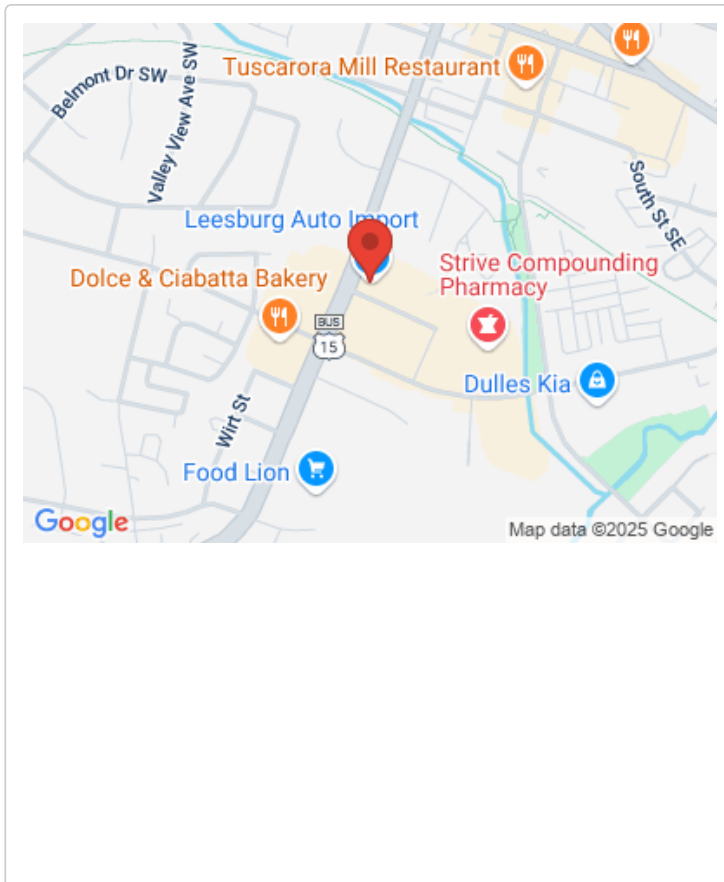 Tuscarora Mill Restaurant
Belmont Dr SW
Valley View Ave SW
South St SE
Leesburg Auto Import
Strive Compounding
Pharmacy
Dolce & Ciabatta Bakery
BUS
15
Dulles Kia
Wirt St
Food Lion
Google
Map data ©2025 Google